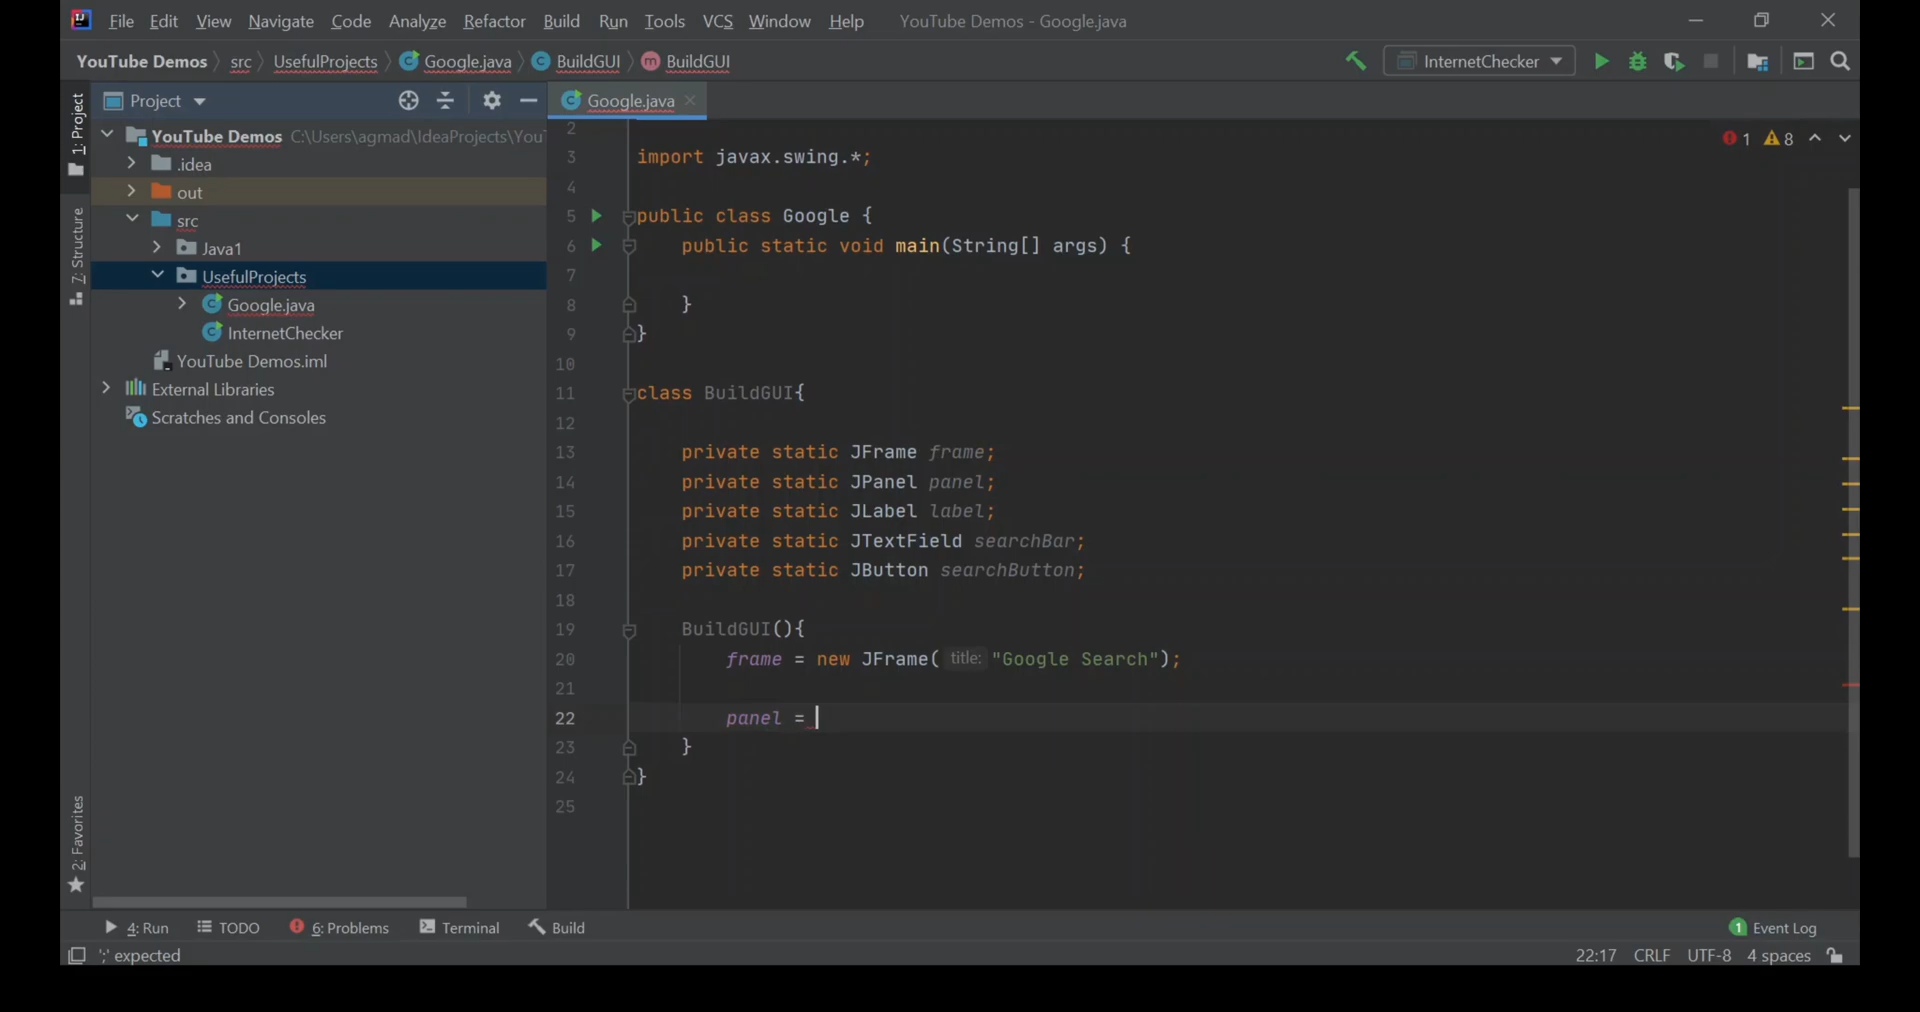 File Edit View Navigate Code Analyze Refactor Build Run Tools VCS Window Help YouTube Demos - Google.java
YouTube Demos src UsefulProjects Google.java BuildGUI BuildGUI InternetChecker
1: Project
7: Structure
2: Favorites
Project
YouTube Demos C:\Users\agmad\IdeaProjects\You
.idea
out
src
Java1
UsefulProjects
Google.java
InternetChecker
YouTube Demos.iml
External Libraries
Scratches and Consoles
Google.java
1 8
2
3 import javax.swing.*;
4
5 public class Google {
6 public static void main(String[] args) {
7
8 }
9 }
10
11 class BuildGUI{
12
13 private static JFrame frame;
14 private static JPanel panel;
15 private static JLabel label;
16 private static JTextField searchBar;
17 private static JButton searchButton;
18
19 BuildGUI(){
20 frame = new JFrame( title: "Google Search");
21
22 panel =
23 }
24 }
25
4: Run TODO 6: Problems Terminal Build 1 Event Log
';' expected 22:17 CRLF UTF-8 4 spaces